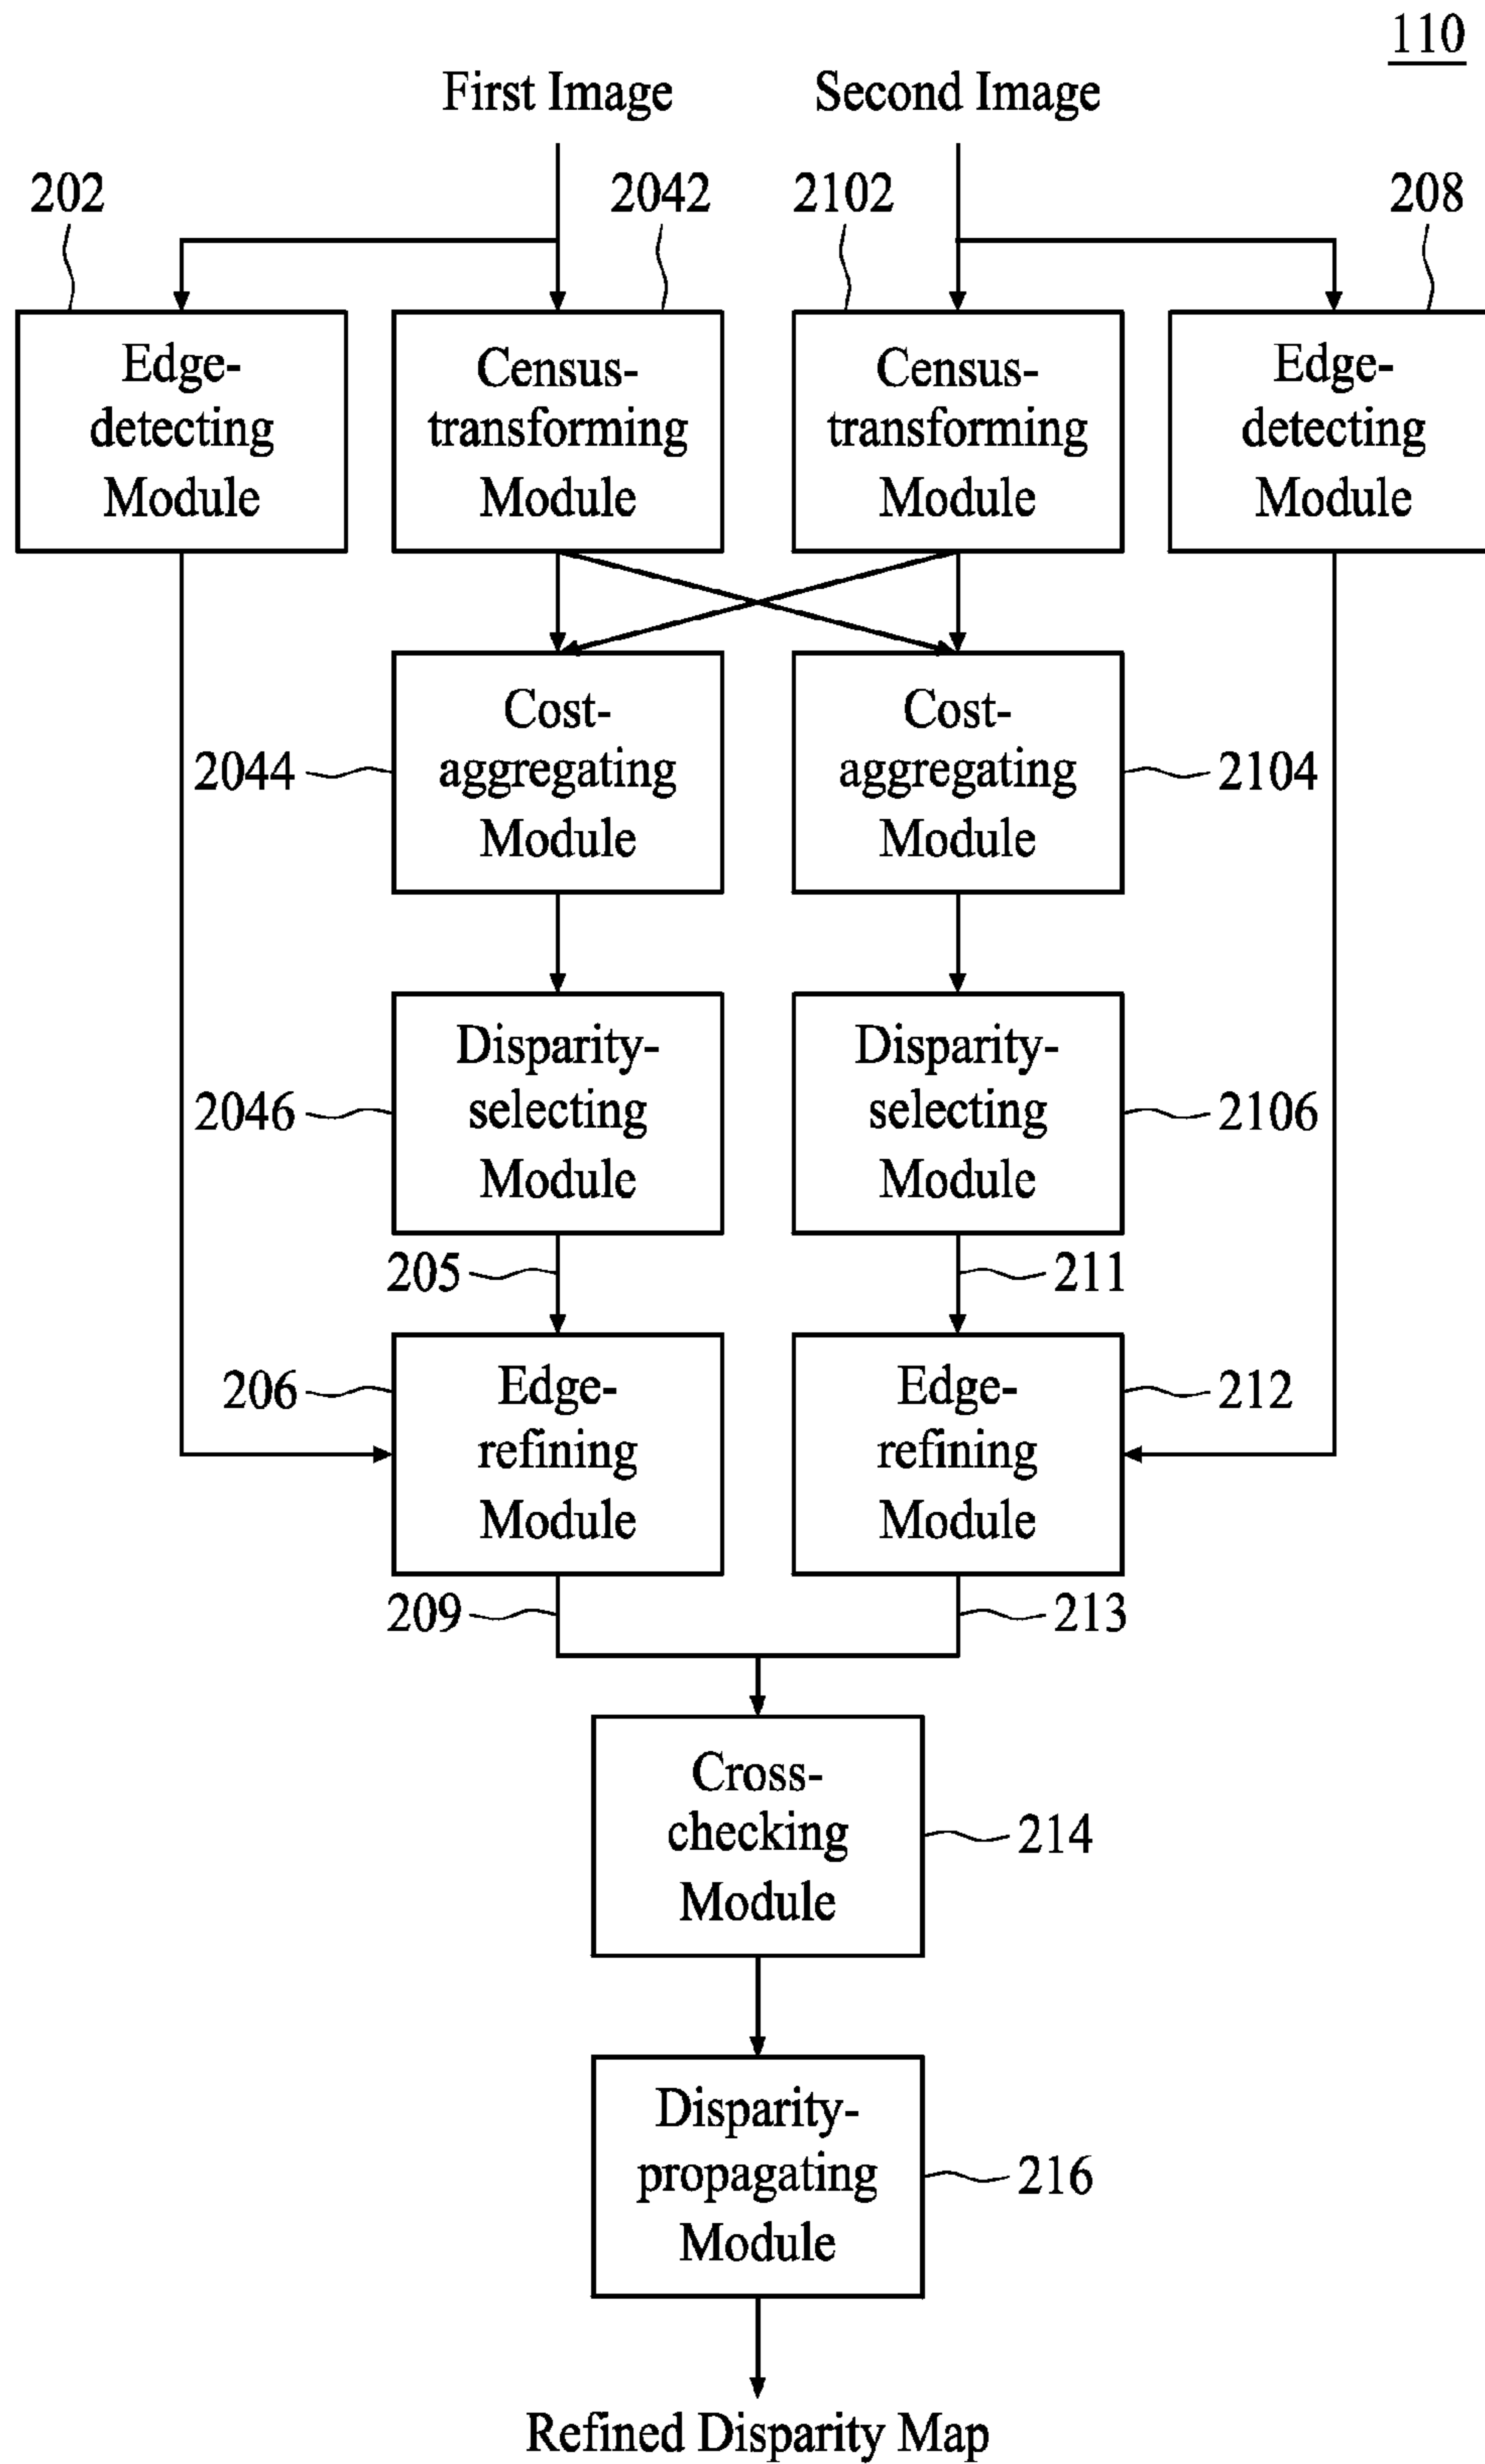 110
First Image
Second Image
202
2042
2102
208
Edge-
detecting
Module
Census-
transforming
Module
Census-
transforming
Module
Edge-
detecting
Module
2044
Cost-
aggregating
Module
Cost-
aggregating
Module
2104
2046
Disparity-
selecting
Module
Disparity-
selecting
Module
2106
205
211
206
Edge-
refining
Module
Edge-
refining
Module
212
209
213
Cross-
checking
Module
214
Disparity-
propagating
Module
216
Refined Disparity Map